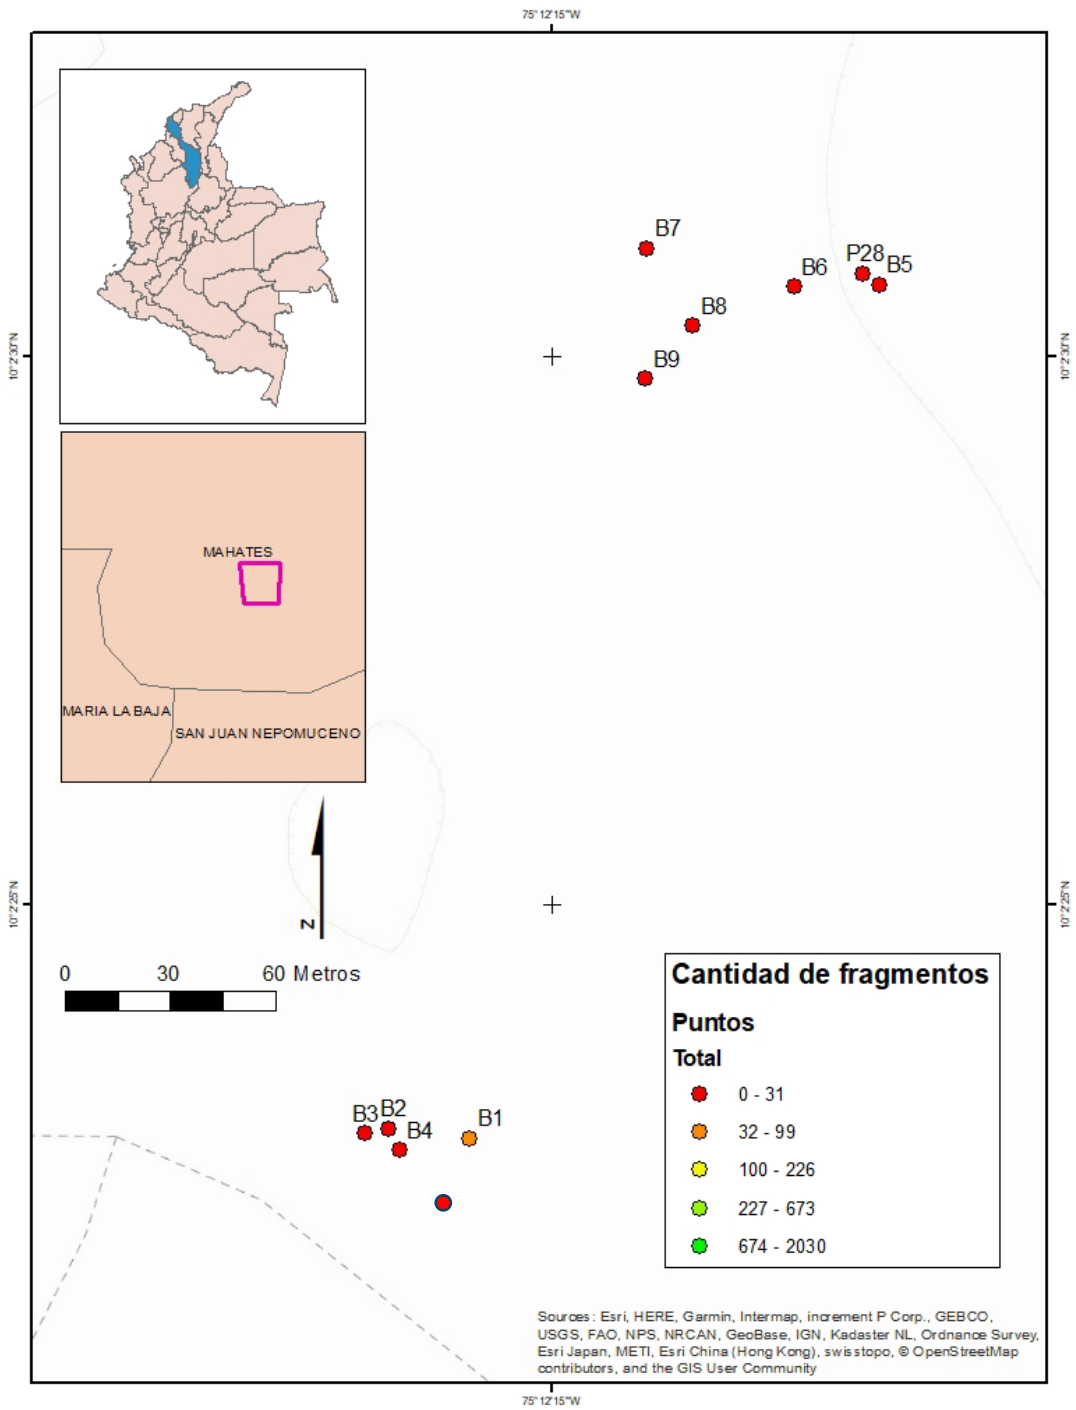 75° 12'15"W
B7
P28
B5
B6
B8
10°2'30"N
10°2'30"N
B9
MAHATES
MARIA LA BAJA
SAN JUAN NEPOMUCENO
10°2'25"N
10°2'25"N
N
0 30 60 Metros
Cantidad de fragmentos
Puntos
Total
0 - 31
32 - 99
100 - 226
227 - 673
674 - 2030
B3
B2
B4
B1
Sources: Esri, HERE, Garmin, Intermap, increment P Corp., GEBCO,
USGS, FAO, NPS, NRCAN, GeoBase, IGN, Kadaster NL, Ordnance Survey,
Esri Japan, METI, Esri China (Hong Kong), swisstopo, © OpenStreetMap
contributors, and the GIS User Community
75° 12'15"W